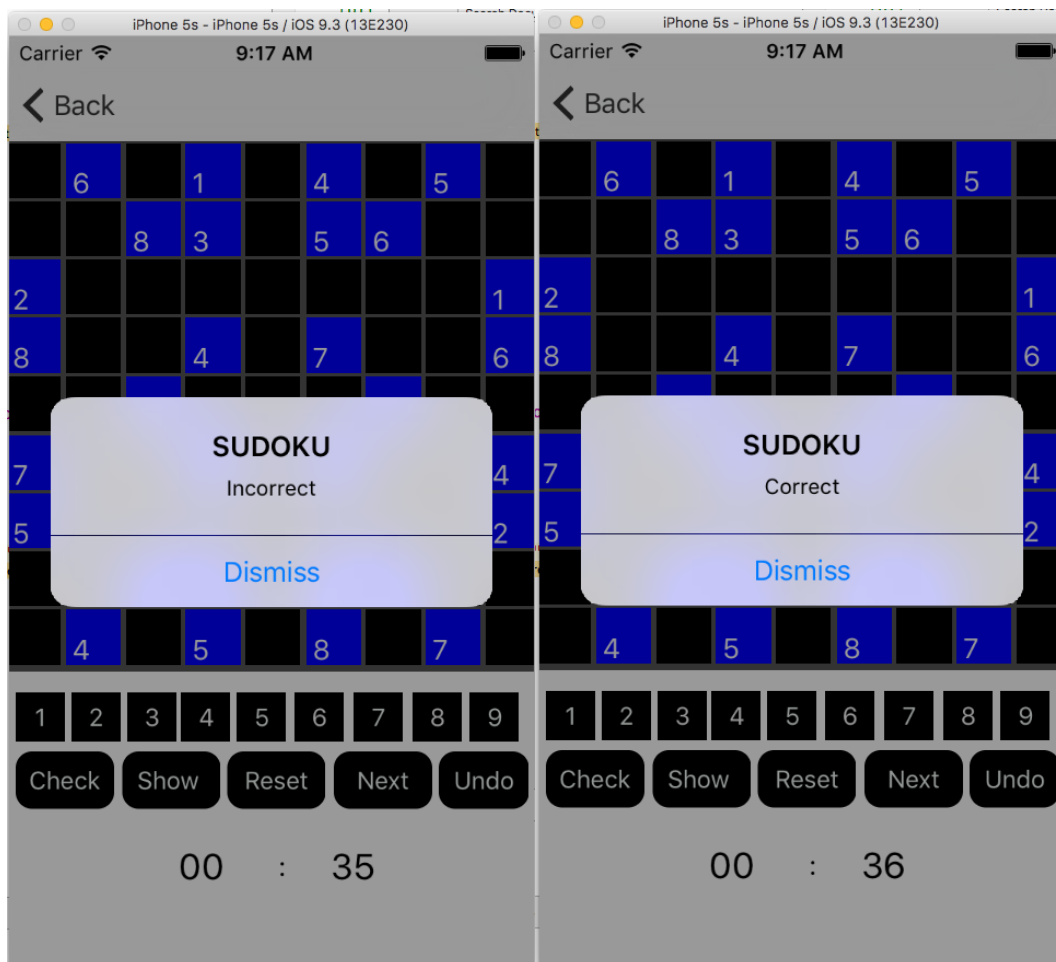 iPhone 5s - iPhone 5s / iOS 9.3 (13E230)
Carrier 9:17 AM
Back
6 1 4 5
8 3 5 6
2 1
8 4 7 6
SUDOKU
7 4
Incorrect
5 2
Dismiss
4 5 8 7
1 2 3 4 5 6 7 8 9
Check Show Reset Next Undo
00 : 35
iPhone 5s - iPhone 5s / iOS 9.3 (13E230)
Carrier 9:17 AM
Back
6 1 4 5
8 3 5 6
2 1
8 4 7 6
SUDOKU
7 4
Correct
5 2
Dismiss
4 5 8 7
1 2 3 4 5 6 7 8 9
Check Show Reset Next Undo
00 : 36